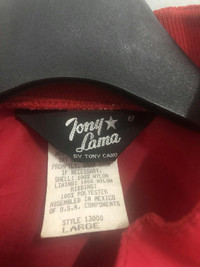 Tony
Lama
®
BY TONY CANO
IF NECESSARY.
SHELL: 100% NYLON
LINING: 100% NYLON
RIBBING:
100% POLYESTER
ASSEMBLED IN MEXICO
OF U.S.A. COMPONENTS
STYLE 13000
LARGE